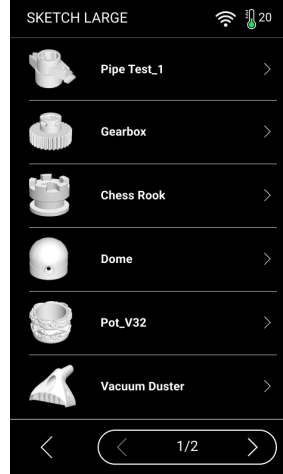 SKETCH LARGE
20
Pipe Test_1
Gearbox
Chess Rook
Dome
Pot_V32
Vacuum Duster
1/2